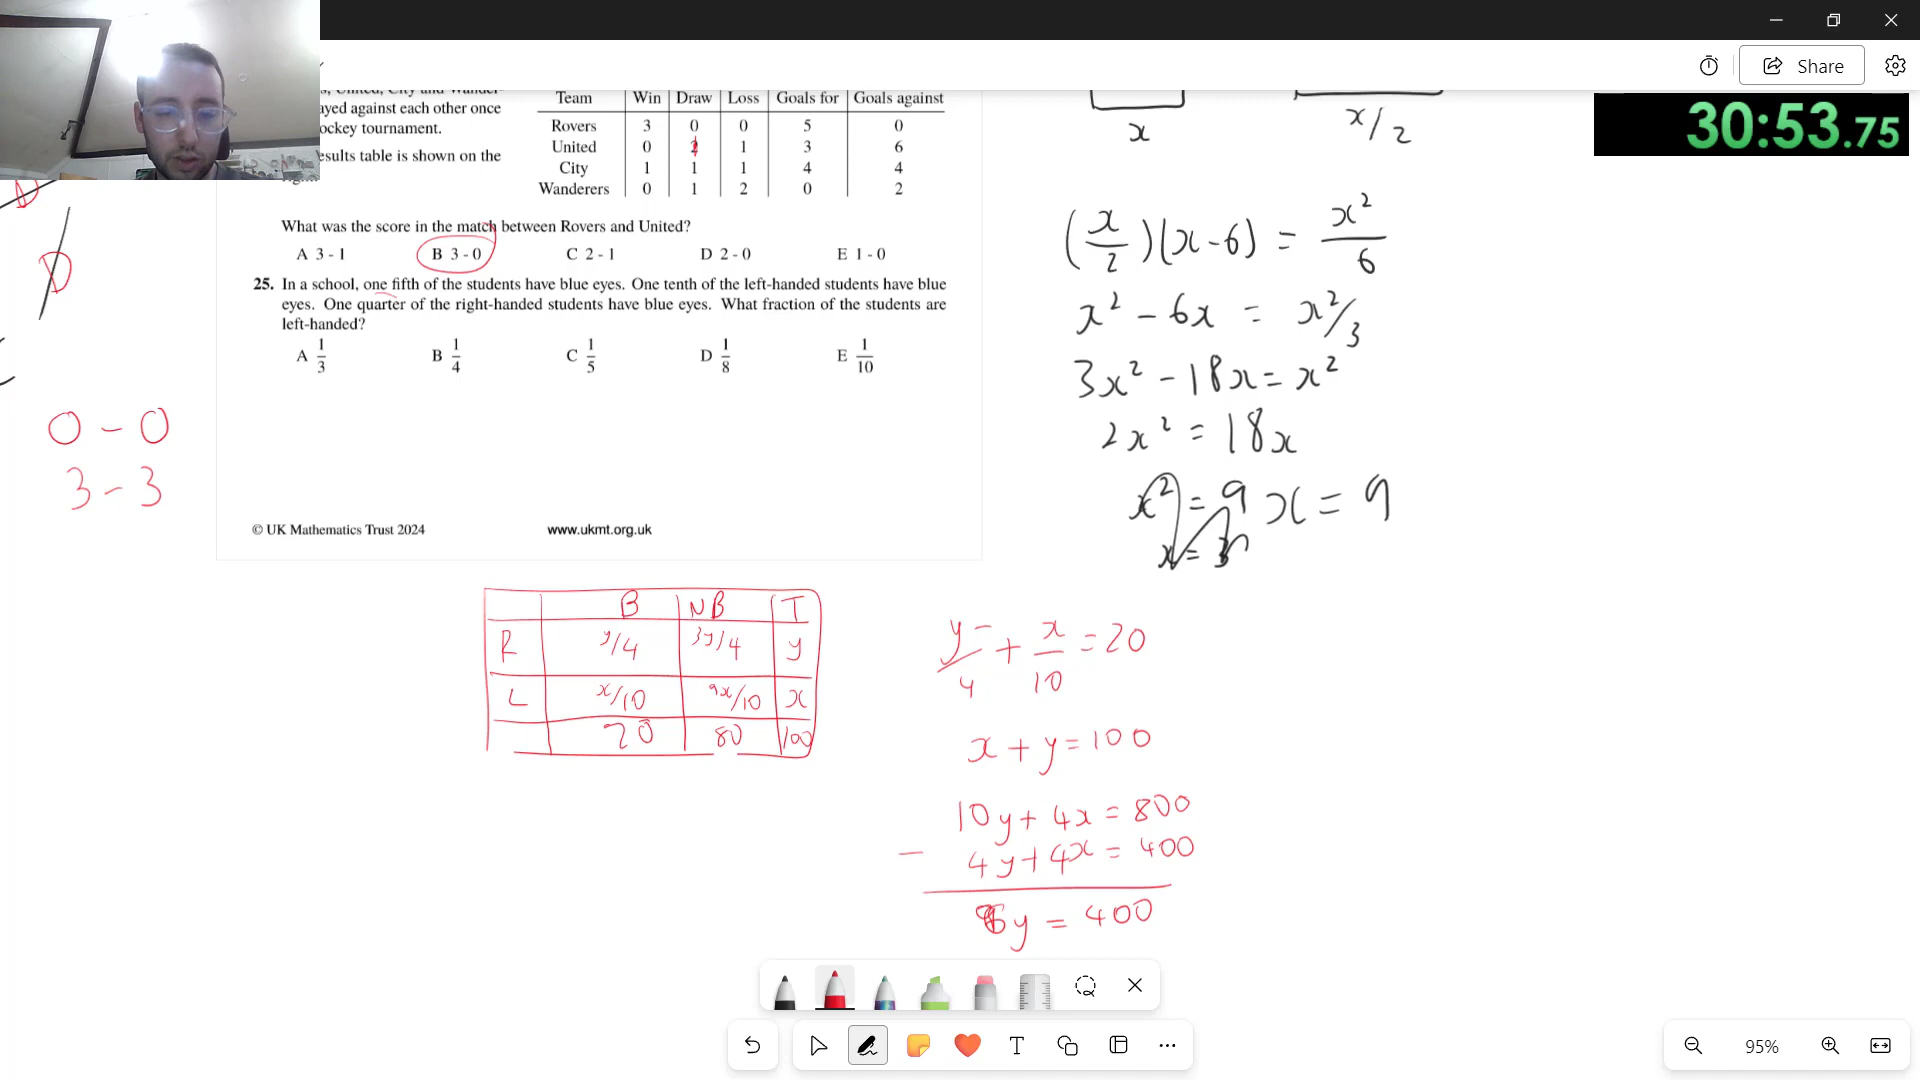 Share
30:53.75
ayed against each other once
ockey tournament.
esults table is shown on the
Team Win Draw Loss Goals for Goals against
Rovers 3 0 0 5 0
United 0 2 1 3 6
City 1 1 1 4 4
Wanderers 0 1 2 0 2
What was the score in the match between Rovers and United?
A 3 - 1 B 3 - 0 C 2 - 1 D 2 - 0 E 1 - 0
25. In a school, one fifth of the students have blue eyes. One tenth of the left-handed students have blue
eyes. One quarter of the right-handed students have blue eyes. What fraction of the students are
left-handed?
A 1/3 B 1/4 C 1/5 D 1/8 E 1/10
© UK Mathematics Trust 2024 www.ukmt.org.uk
D
D
0 - 0
3 - 3
x x/2
(x/2)(x-6) = x²/6
x² - 6x = x²/3
3x² - 18x = x²
2x² = 18x
x² = 9 x = 9
B NB T
R y/4 3y/4 y
L x/10 9x/10 x
20 80 100
y/4 + x/10 = 20
x + y = 100
10y + 4x = 800
- 4y + 4x = 400
6y = 400
T
95%